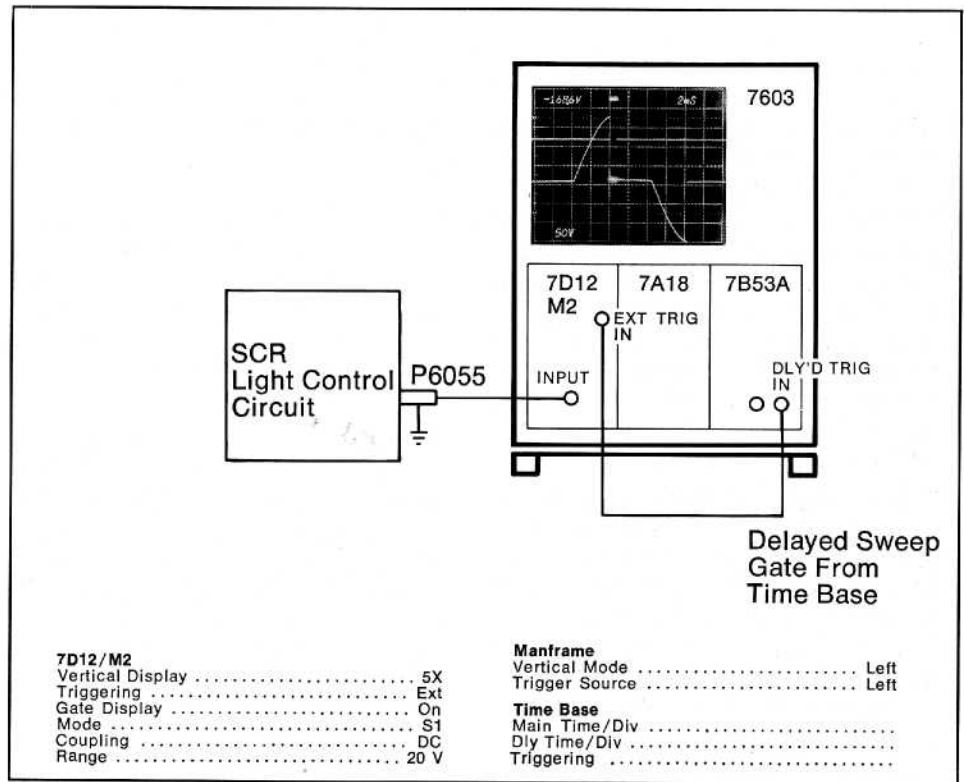 -168.6V
2mS
7603
50V
7D12
M2
7A18
7B53A
EXT TRIG
IN
SCR
Light Control
Circuit
P6055
INPUT
DLY'D TRIG
IN
Delayed Sweep
Gate From
Time Base
7D12/M2
Vertical Display .......................... 5X
Triggering ................................ Ext
Gate Display .............................. On
Mode ...................................... S1
Coupling .................................. DC
Range ..................................... 20 V
Manframe
Vertical Mode ............................ Left
Trigger Source ........................... Left
Time Base
Main Time/Div ............................
Dly Time/Div .............................
Triggering ...............................